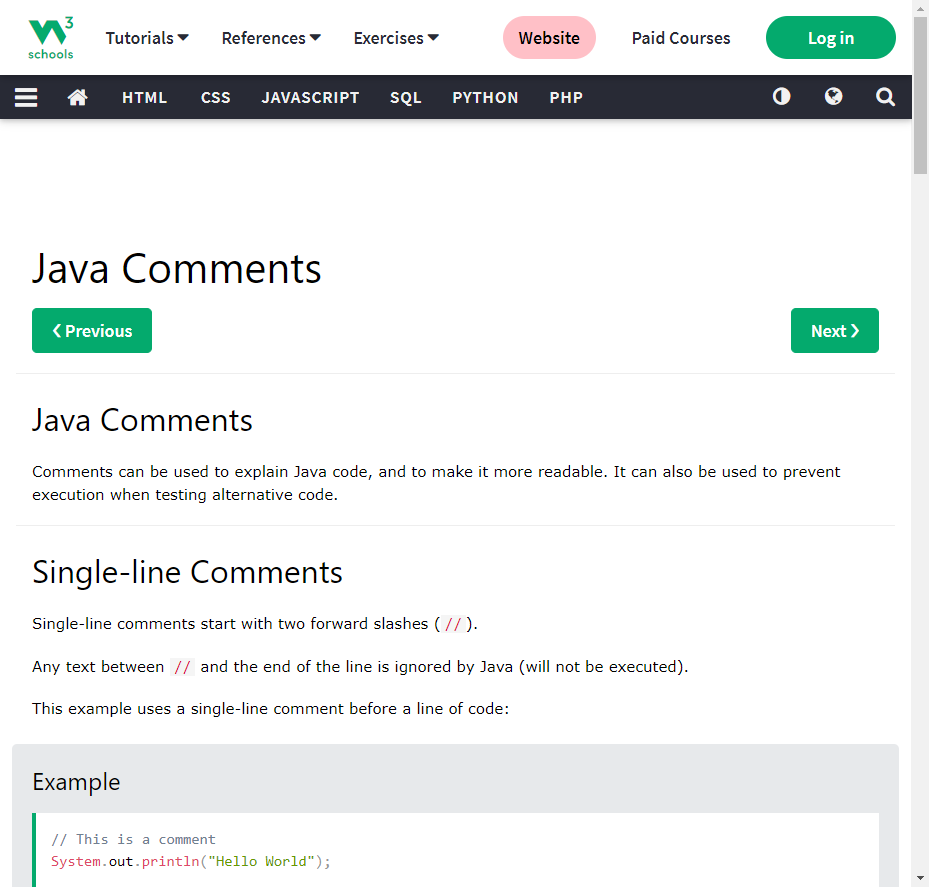 3
schools
Tutorials References Exercises Website Paid Courses Log in
HTML CSS JAVASCRIPT SQL PYTHON PHP
Java Comments
❮ Previous Next ❯
Java Comments
Comments can be used to explain Java code, and to make it more readable. It can also be used to prevent
execution when testing alternative code.
Single-line Comments
Single-line comments start with two forward slashes ( // ).
Any text between // and the end of the line is ignored by Java (will not be executed).
This example uses a single-line comment before a line of code:
Example
// This is a comment
System.out.println("Hello World");